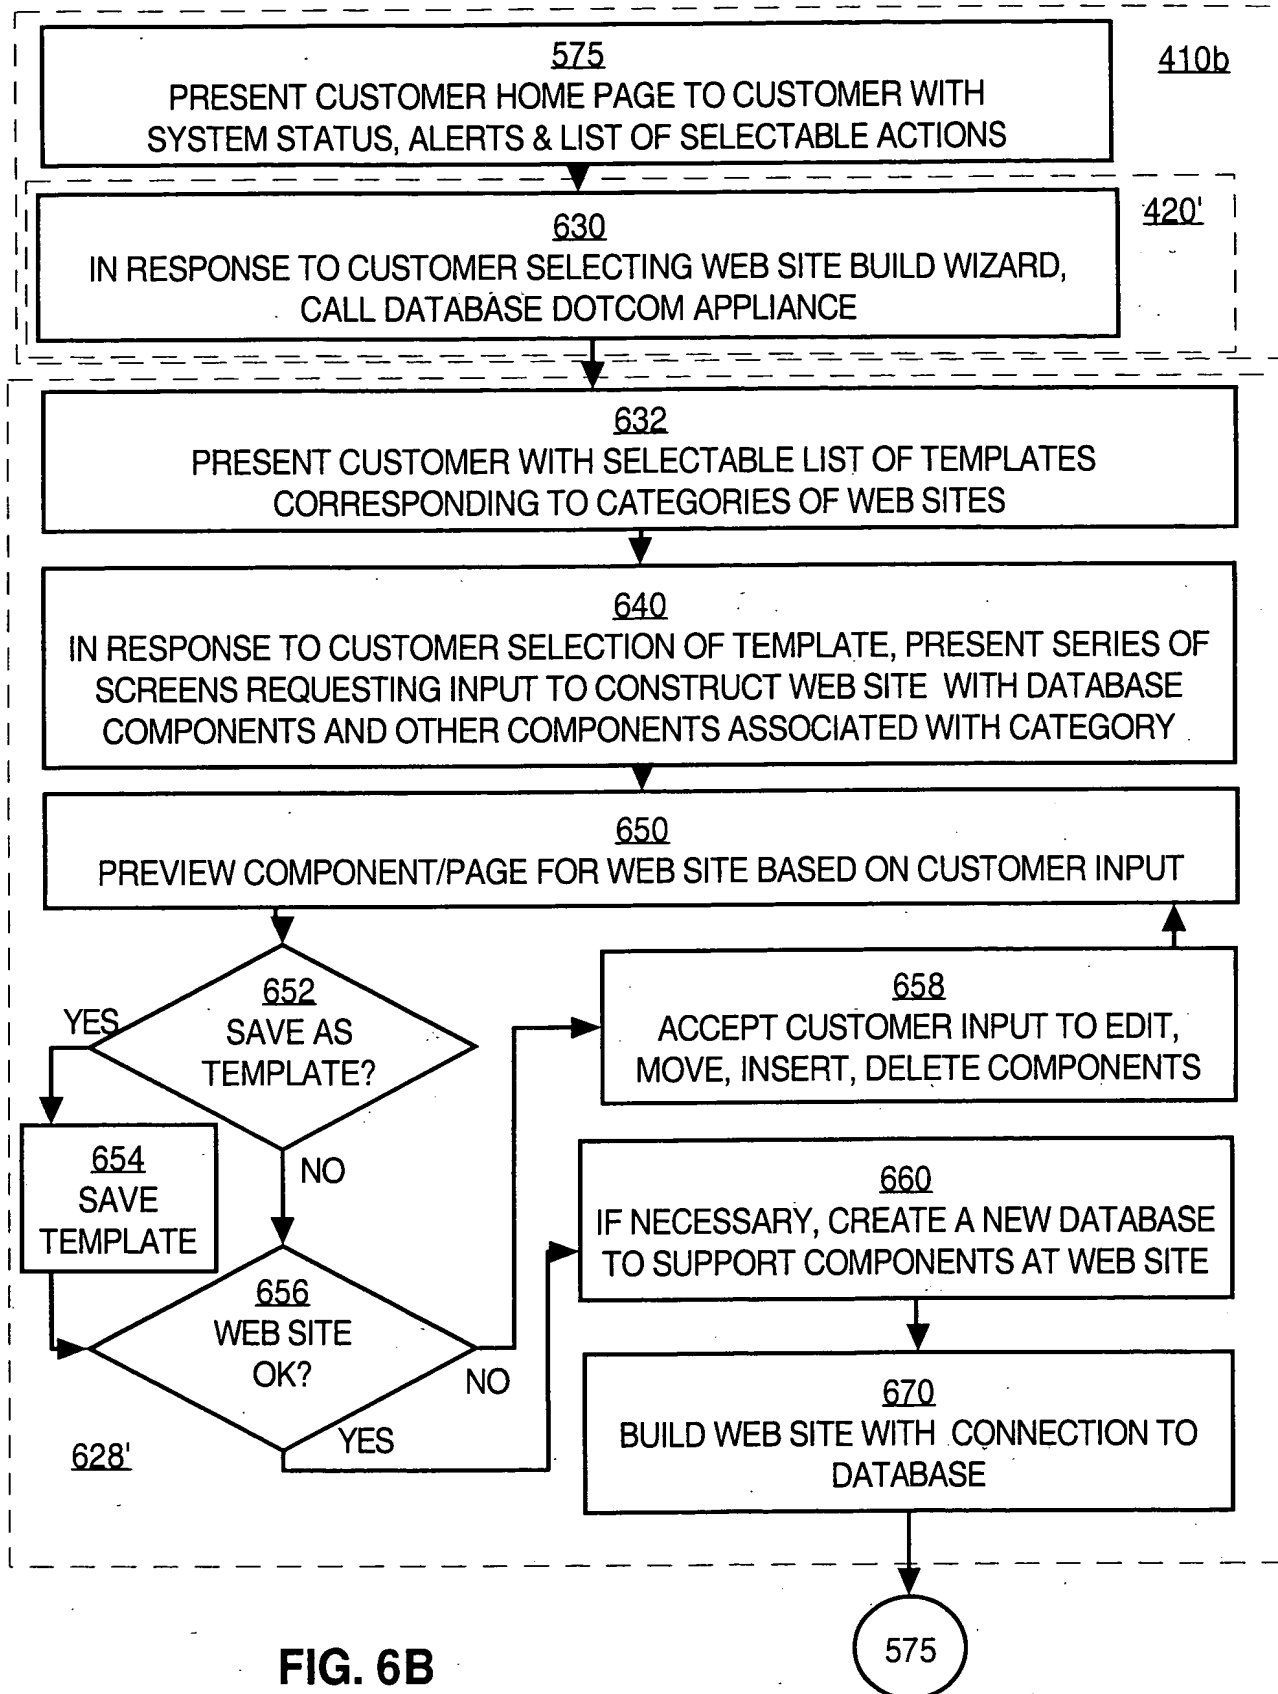 575
410b
PRESENT CUSTOMER HOME PAGE TO CUSTOMER WITH
SYSTEM STATUS, ALERTS & LIST OF SELECTABLE ACTIONS
420'
630
IN RESPONSE TO CUSTOMER SELECTING WEB SITE BUILD WIZARD,
CALL DATABASE DOTCOM APPLIANCE
632
PRESENT CUSTOMER WITH SELECTABLE LIST OF TEMPLATES
CORRESPONDING TO CATEGORIES OF WEB SITES
640
IN RESPONSE TO CUSTOMER SELECTION OF TEMPLATE, PRESENT SERIES OF
SCREENS REQUESTING INPUT TO CONSTRUCT WEB SITE WITH DATABASE
COMPONENTS AND OTHER COMPONENTS ASSOCIATED WITH CATEGORY
650
PREVIEW COMPONENT/PAGE FOR WEB SITE BASED ON CUSTOMER INPUT
652
SAVE AS
TEMPLATE?
YES
NO
654
SAVE
TEMPLATE
656
WEB SITE
OK?
NO
YES
658
ACCEPT CUSTOMER INPUT TO EDIT,
MOVE, INSERT, DELETE COMPONENTS
660
IF NECESSARY, CREATE A NEW DATABASE
TO SUPPORT COMPONENTS AT WEB SITE
670
BUILD WEB SITE WITH CONNECTION TO
DATABASE
628'
575
FIG. 6B